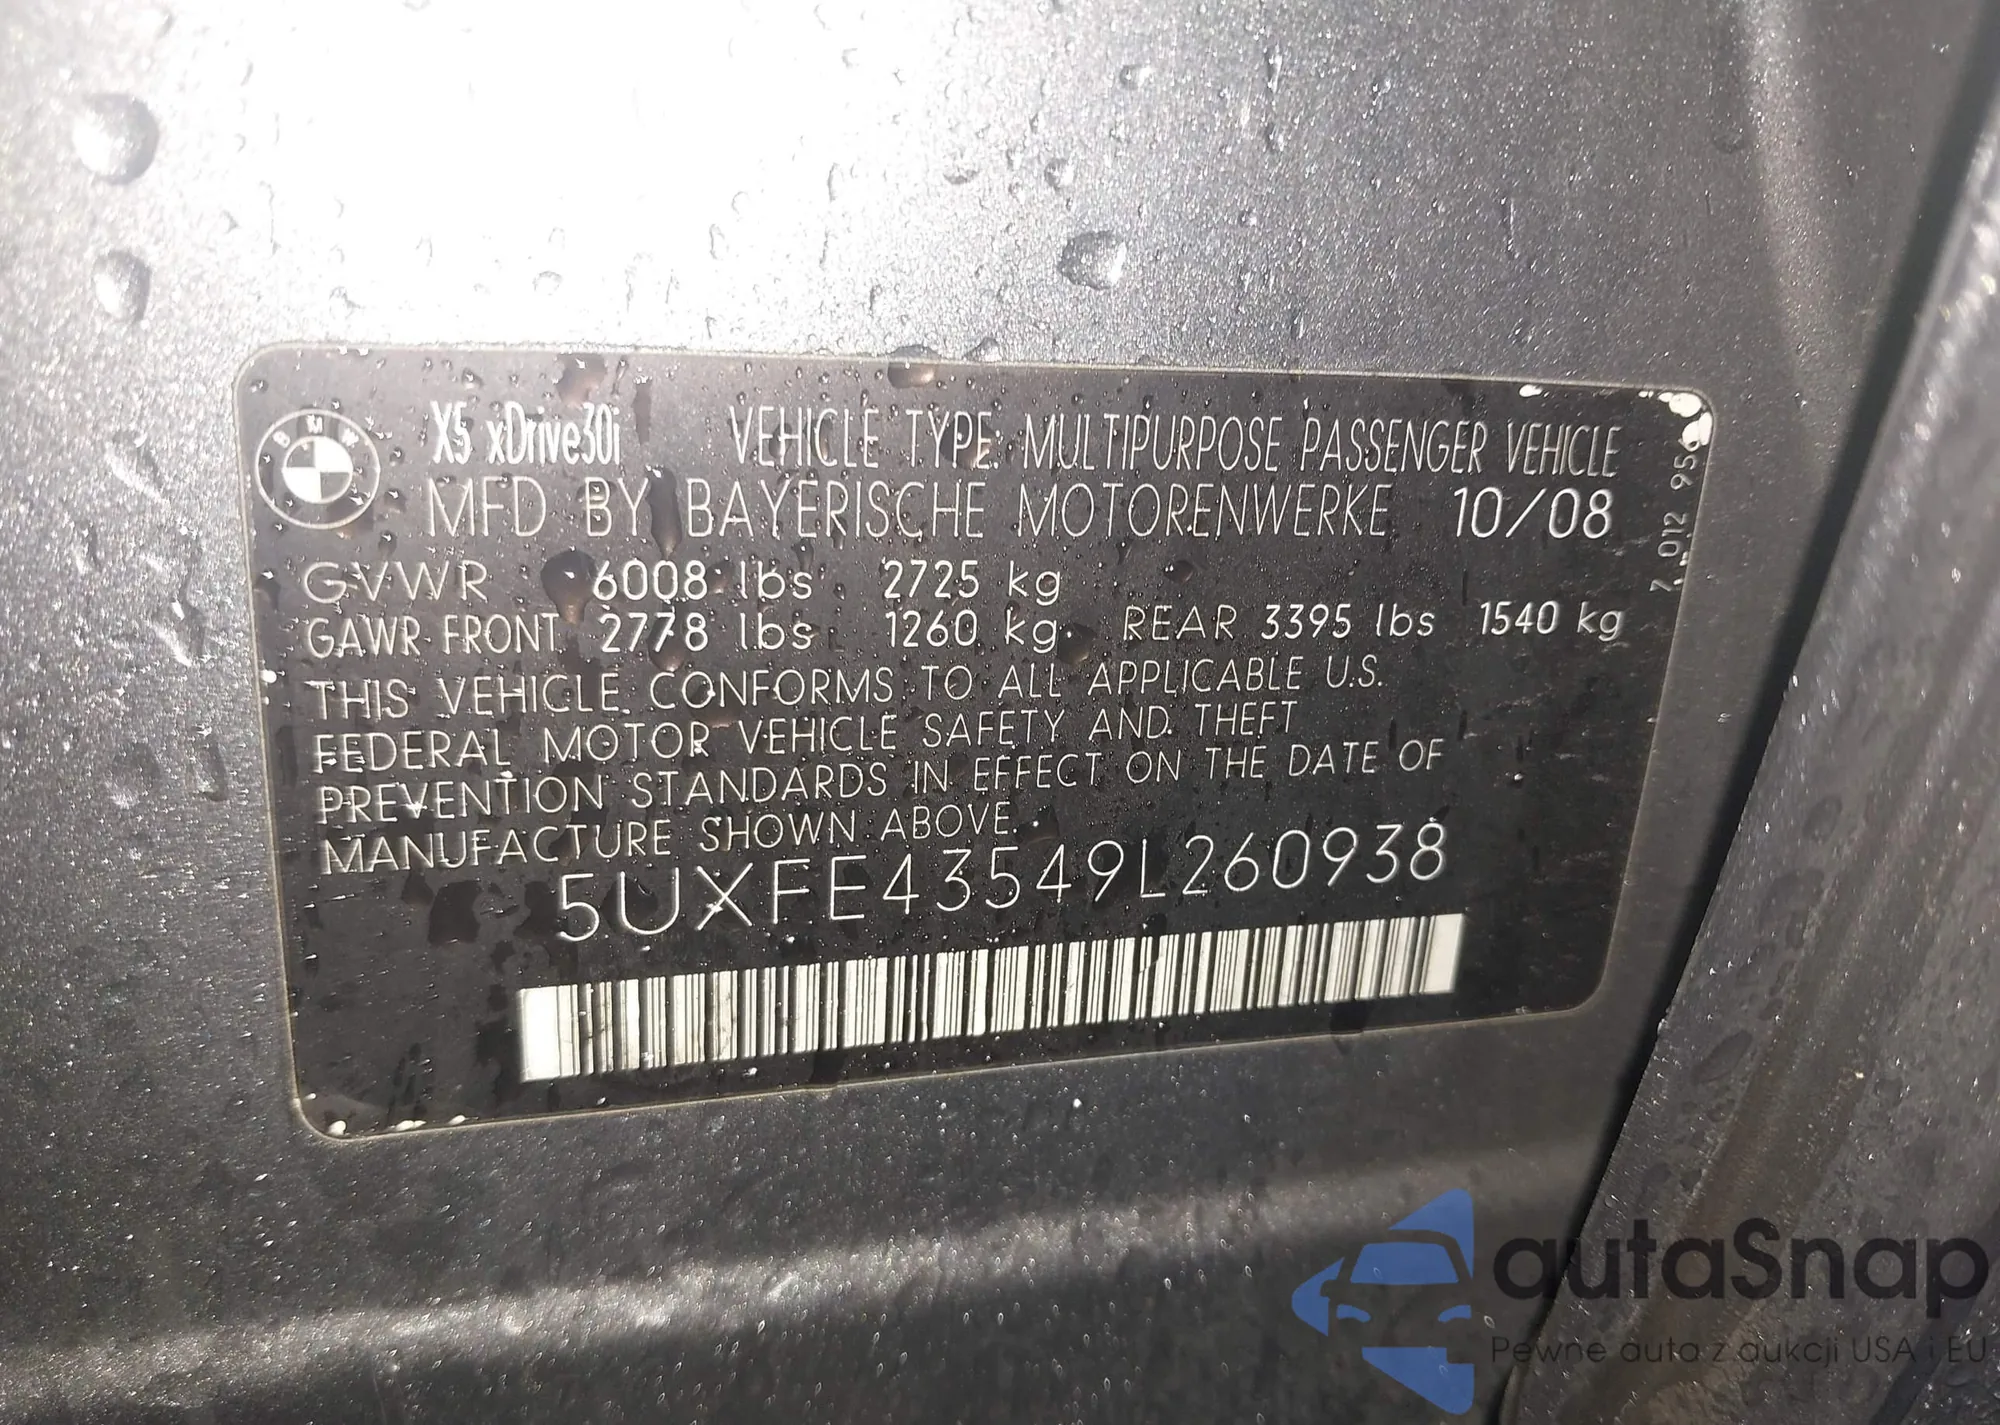 BMW
X5 xDrive30i VEHICLE TYPE: MULTIPURPOSE PASSENGER VEHICLE
MFD BY BAYERISCHE MOTORENWERKE 10/08
GVWR 6008 lbs 2725 kg
GAWR FRONT 2778 lbs 1260 kg REAR 3395 lbs 1540 kg
THIS VEHICLE CONFORMS TO ALL APPLICABLE U.S.
FEDERAL MOTOR VEHICLE SAFETY AND THEFT
PREVENTION STANDARDS IN EFFECT ON THE DATE OF
MANUFACTURE SHOWN ABOVE.
5UXFE43549L260938
autaSnap
Pewne auta z aukcji USA i EU